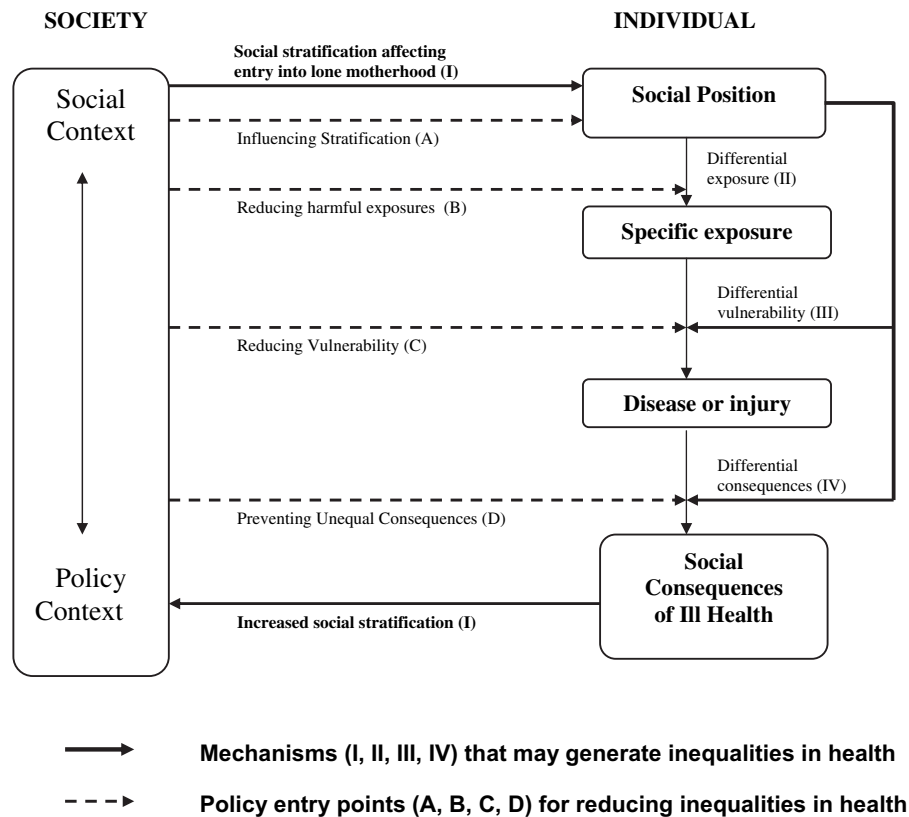 SOCIETY
INDIVIDUAL
Social stratification affecting
entry into lone motherhood (I)
Social
Context
Social Position
Influencing Stratification (A)
Differential
exposure (II)
Reducing harmful exposures (B)
Specific exposure
Differential
vulnerability (III)
Reducing Vulnerability (C)
Disease or injury
Differential
consequences (IV)
Preventing Unequal Consequences (D)
Policy
Context
Social
Consequences
of Ill Health
Increased social stratification (I)
Mechanisms (I, II, III, IV) that may generate inequalities in health
Policy entry points (A, B, C, D) for reducing inequalities in health